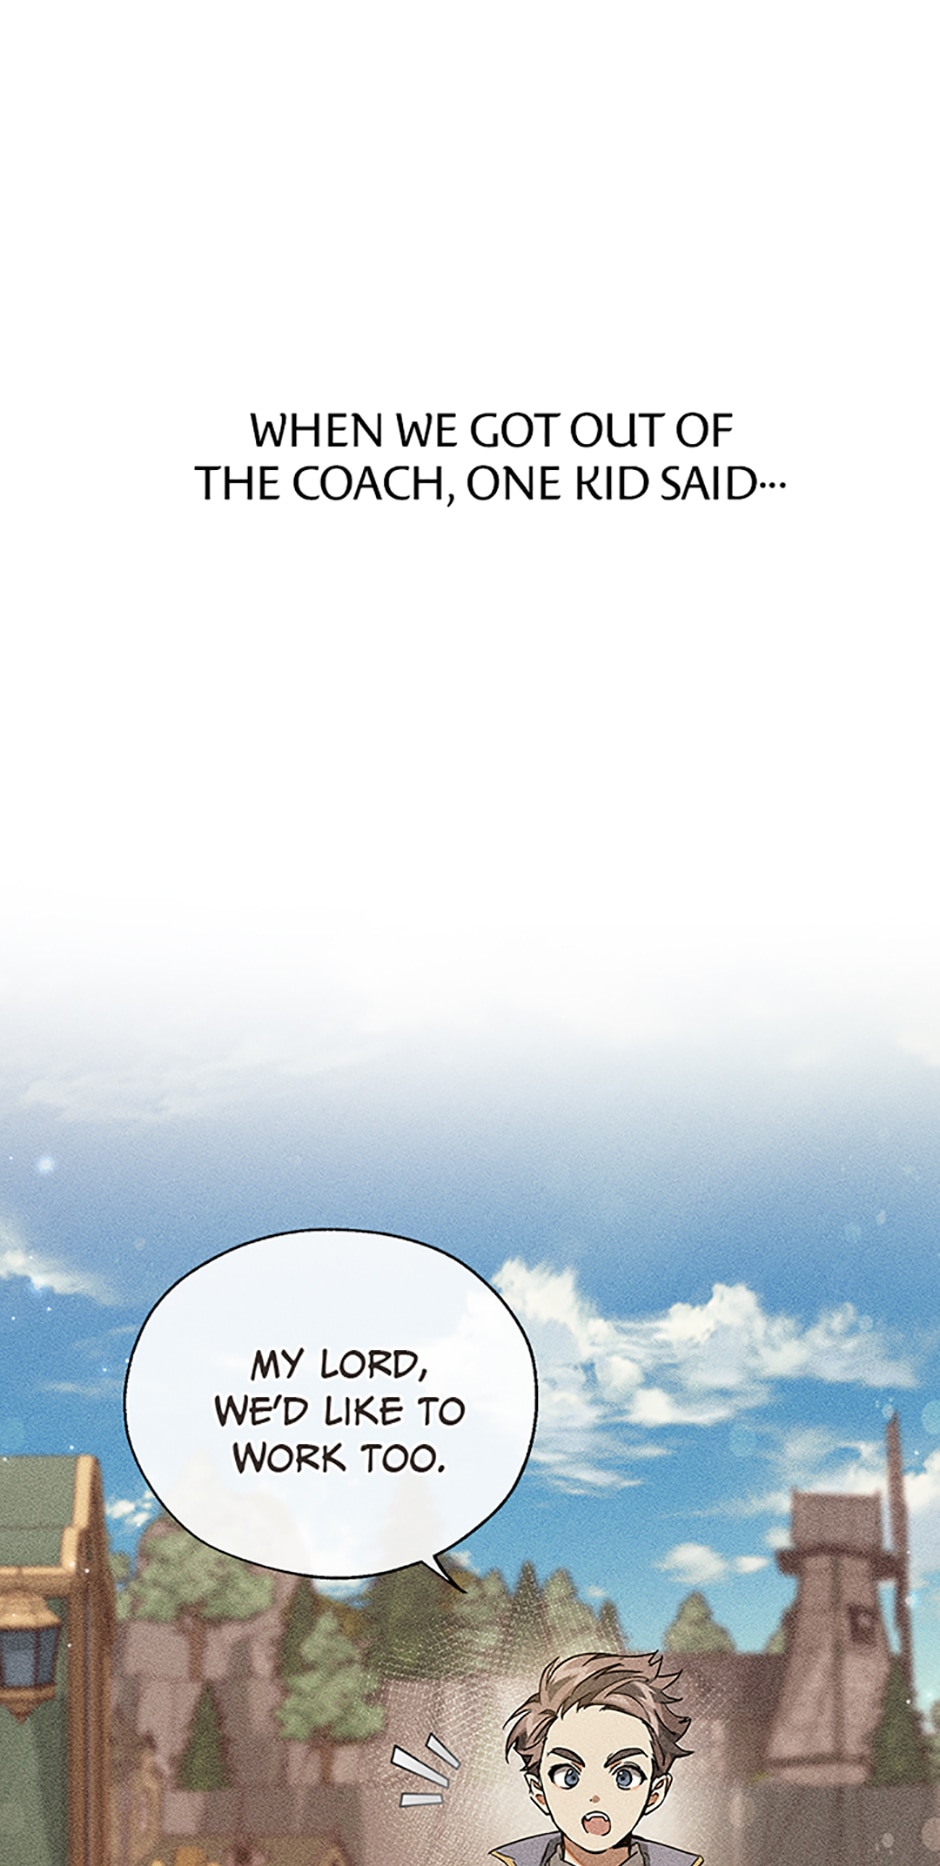 WHEN WE GOT OUT OF
THE COACH, ONE KID SAID...
MY LORD,
WE'D LIKE TO
WORK TOO.